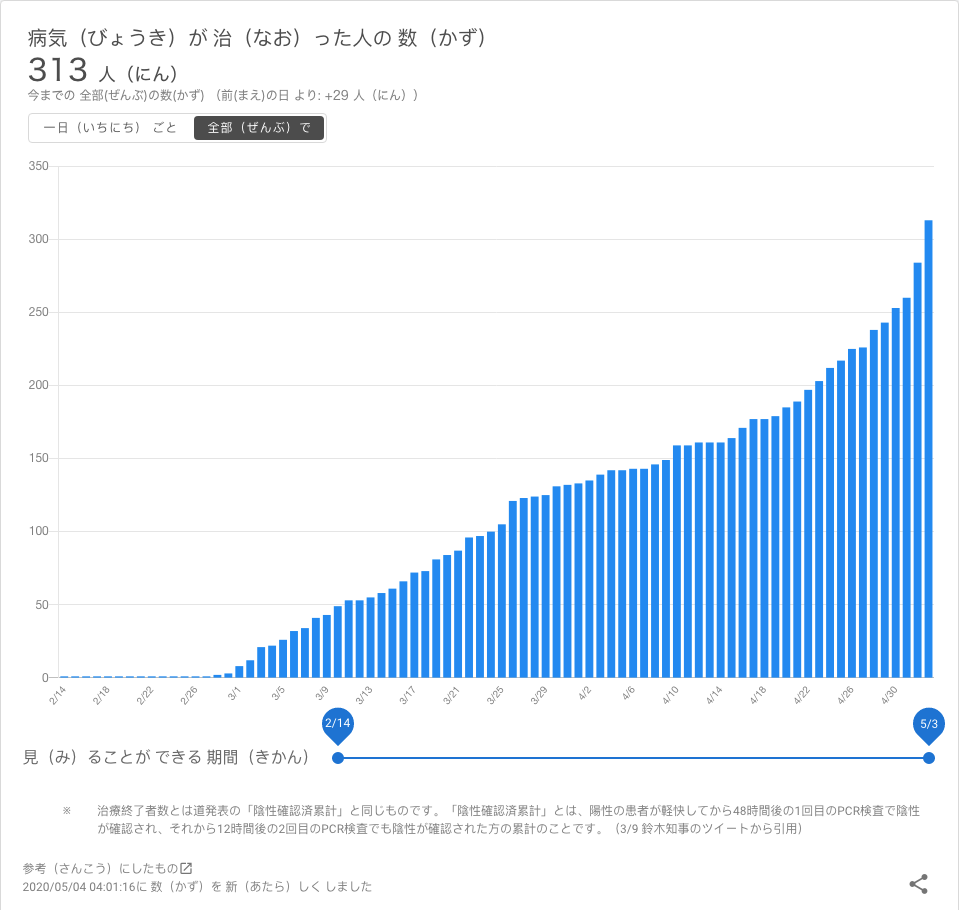 病気（びょうき）が 治（なお）った人の 数（かず）
313 人（にん）
今までの 全部(ぜんぶ)の数(かず) （前(まえ)の日 より: +29 人（にん））
一日（いちにち） ごと 全部（ぜんぶ）で
350
300
250
200
150
100
50
0
2/14 2/18 2/22 2/26 3/1 3/5 3/9 3/13 3/17 3/21 3/25 3/29 4/2 4/6 4/10 4/14 4/18 4/22 4/26 4/30
2/14 5/3
見（み）ることが できる 期間（きかん）
※ 治療終了者数とは道発表の「陰性確認済累計」と同じものです。「陰性確認済累計」とは、陽性の患者が軽快してから48時間後の1回目のPCR検査で陰性
が確認され、それから12時間後の2回目のPCR検査でも陰性が確認された方の累計のことです。（3/9 鈴木知事のツイートから引用）
参考（さんこう）にしたもの
2020/05/04 04:01:16に 数（かず）を 新（あたら）しく しました